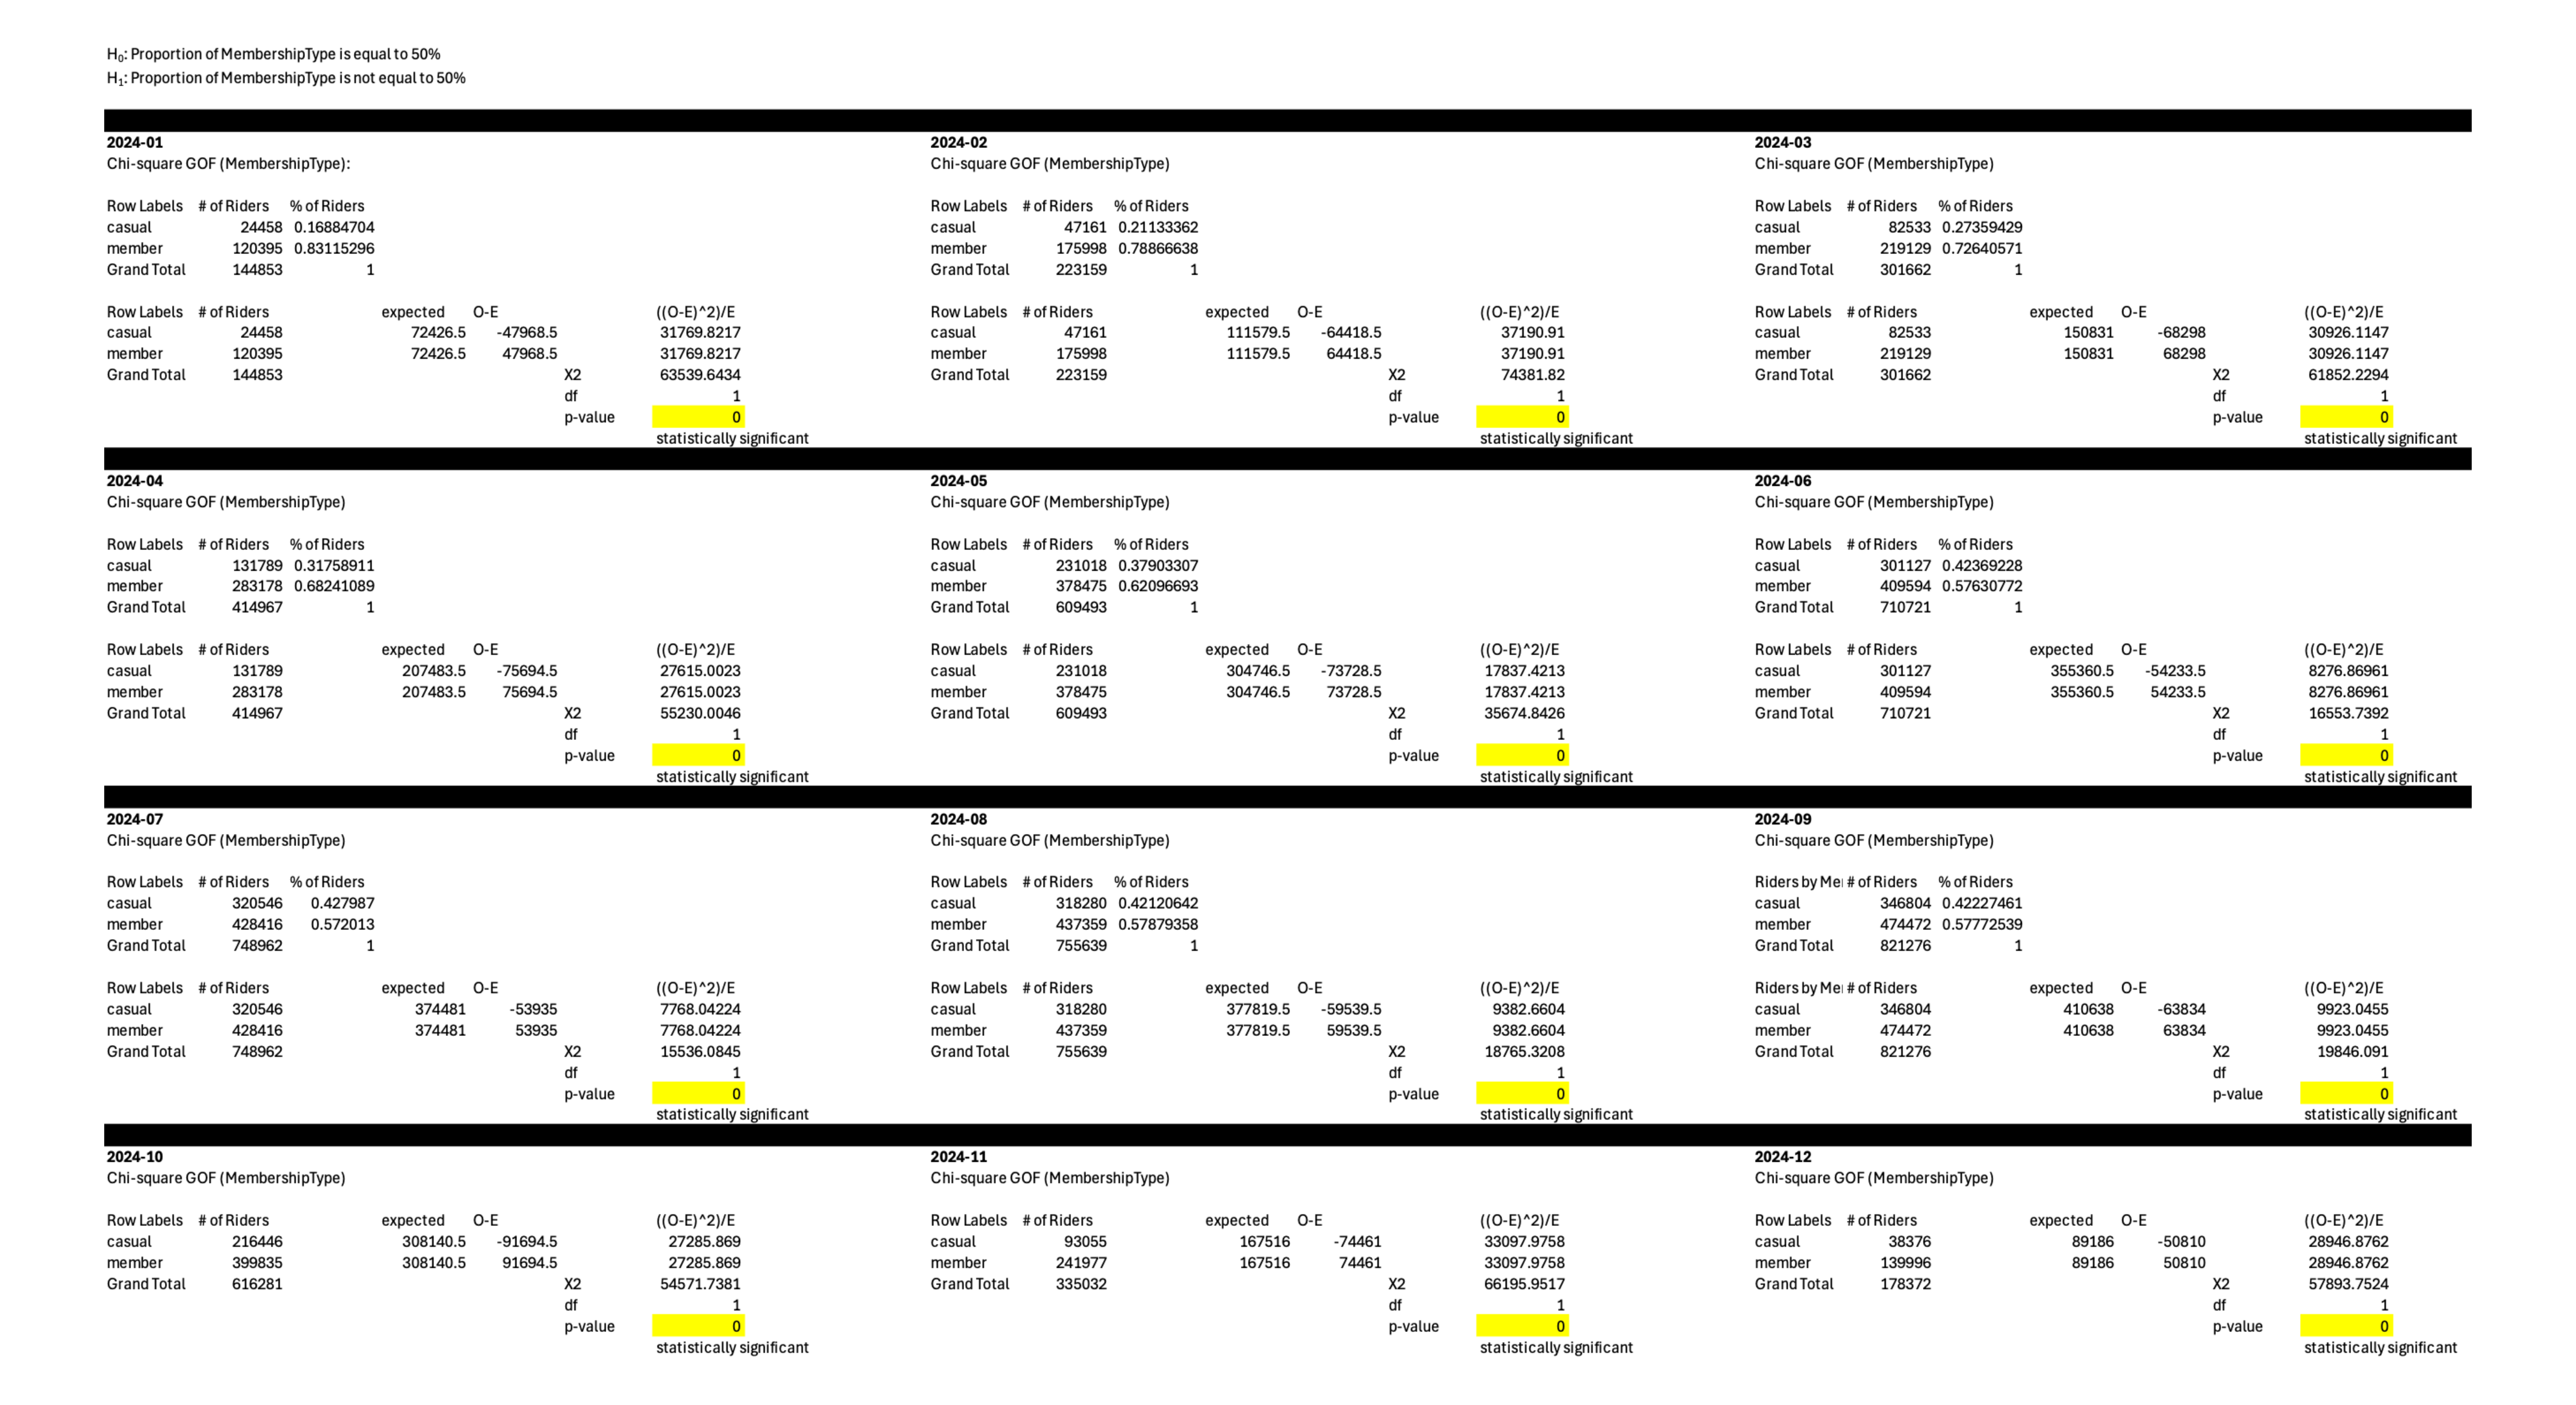 H₀: Proportion of MembershipType is equal to 50%
H₁: Proportion of MembershipType is not equal to 50%
2024-01 2024-02 2024-03
Chi-square GOF (MembershipType): Chi-square GOF (MembershipType) Chi-square GOF (MembershipType)
Row Labels # of Riders % of Riders Row Labels # of Riders % of Riders Row Labels # of Riders % of Riders
casual 24458 0.16884704 casual 47161 0.21133362 casual 82533 0.27359429
member 120395 0.83115296 member 175998 0.78866638 member 219129 0.72640571
Grand Total 144853 1 Grand Total 223159 1 Grand Total 301662 1
Row Labels # of Riders expected O-E ((O-E)^2)/E Row Labels # of Riders expected O-E ((O-E)^2)/E Row Labels # of Riders expected O-E ((O-E)^2)/E
casual 24458 72426.5 -47968.5 31769.8217 casual 47161 111579.5 -64418.5 37190.91 casual 82533 150831 -68298 30926.1147
member 120395 72426.5 47968.5 31769.8217 member 175998 111579.5 64418.5 37190.91 member 219129 150831 68298 30926.1147
Grand Total 144853 X2 63539.6434 Grand Total 223159 X2 74381.82 Grand Total 301662 X2 61852.2294
df 1 df 1 df 1
p-value 0 p-value 0 p-value 0
statistically significant statistically significant statistically significant
2024-04 2024-05 2024-06
Chi-square GOF (MembershipType) Chi-square GOF (MembershipType) Chi-square GOF (MembershipType)
Row Labels # of Riders % of Riders Row Labels # of Riders % of Riders Row Labels # of Riders % of Riders
casual 131789 0.31758911 casual 231018 0.37903307 casual 301127 0.42369228
member 283178 0.68241089 member 378475 0.62096693 member 409594 0.57630772
Grand Total 414967 1 Grand Total 609493 1 Grand Total 710721 1
Row Labels # of Riders expected O-E ((O-E)^2)/E Row Labels # of Riders expected O-E ((O-E)^2)/E Row Labels # of Riders expected O-E ((O-E)^2)/E
casual 131789 207483.5 -75694.5 27615.0023 casual 231018 304746.5 -73728.5 17837.4213 casual 301127 355360.5 -54233.5 8276.86961
member 283178 207483.5 75694.5 27615.0023 member 378475 304746.5 73728.5 17837.4213 member 409594 355360.5 54233.5 8276.86961
Grand Total 414967 X2 55230.0046 Grand Total 609493 X2 35674.8426 Grand Total 710721 X2 16553.7392
df 1 df 1 df 1
p-value 0 p-value 0 p-value 0
statistically significant statistically significant statistically significant
2024-07 2024-08 2024-09
Chi-square GOF (MembershipType) Chi-square GOF (MembershipType) Chi-square GOF (MembershipType)
Row Labels # of Riders % of Riders Row Labels # of Riders % of Riders Riders by Me # of Riders % of Riders
casual 320546 0.427987 casual 318280 0.42120642 casual 346804 0.42227461
member 428416 0.572013 member 437359 0.57879358 member 474472 0.57772539
Grand Total 748962 1 Grand Total 755639 1 Grand Total 821276 1
Row Labels # of Riders expected O-E ((O-E)^2)/E Row Labels # of Riders expected O-E ((O-E)^2)/E Riders by Me # of Riders expected O-E ((O-E)^2)/E
casual 320546 374481 -53935 7768.04224 casual 318280 377819.5 -59539.5 9382.6604 casual 346804 410638 -63834 9923.0455
member 428416 374481 53935 7768.04224 member 437359 377819.5 59539.5 9382.6604 member 474472 410638 63834 9923.0455
Grand Total 748962 X2 15536.0845 Grand Total 755639 X2 18765.3208 Grand Total 821276 X2 19846.091
df 1 df 1 df 1
p-value 0 p-value 0 p-value 0
statistically significant statistically significant statistically significant
2024-10 2024-11 2024-12
Chi-square GOF (MembershipType) Chi-square GOF (MembershipType) Chi-square GOF (MembershipType)
Row Labels # of Riders expected O-E ((O-E)^2)/E Row Labels # of Riders expected O-E ((O-E)^2)/E Row Labels # of Riders expected O-E ((O-E)^2)/E
casual 216446 308140.5 -91694.5 27285.869 casual 93055 167516 -74461 33097.9758 casual 38376 89186 -50810 28946.8762
member 399835 308140.5 91694.5 27285.869 member 241977 167516 74461 33097.9758 member 139996 89186 50810 28946.8762
Grand Total 616281 X2 54571.7381 Grand Total 335032 X2 66195.9517 Grand Total 178372 X2 57893.7524
df 1 df 1 df 1
p-value 0 p-value 0 p-value 0
statistically significant statistically significant statistically significant